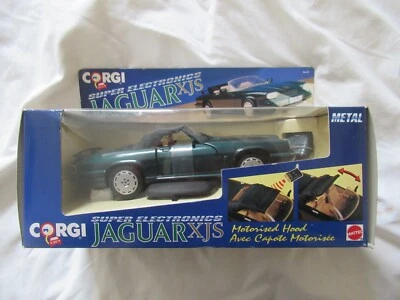 CORGI
SUPER ELECTRONICS
JAGUAR XJS
METAL
CORGI
SUPER ELECTRONICS
JAGUAR XJS
Motorised Hood
Avec Capote Motorisée
MATTEL